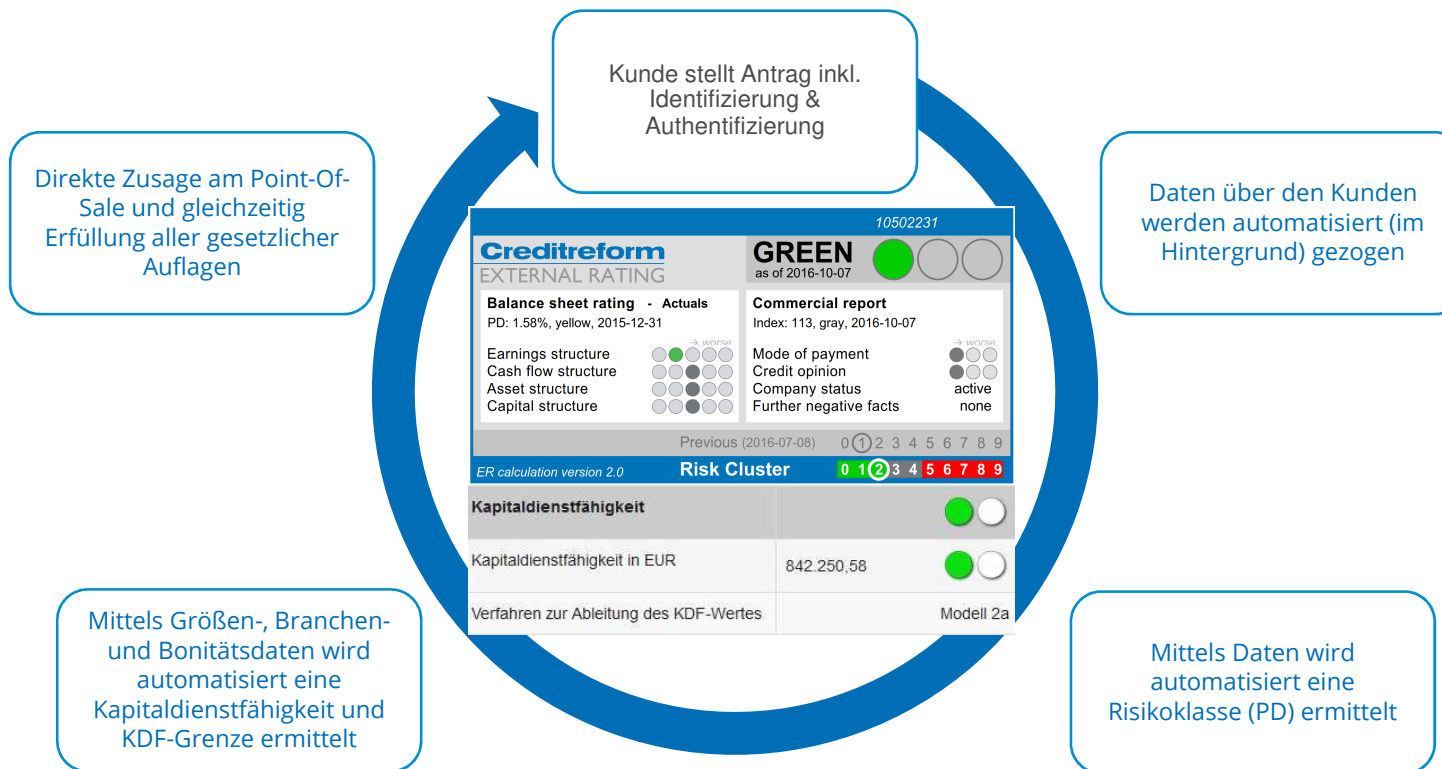 Kunde stellt Antrag inkl.
Identifizierung &
Authentifizierung
Daten über den Kunden
werden automatisiert (im
Hintergrund) gezogen
Mittels Daten wird
automatisiert eine
Risikoklasse (PD) ermittelt
Mittels Größen-, Branchen-
und Bonitätsdaten wird
automatisiert eine
Kapitaldienstfähigkeit und
KDF-Grenze ermittelt
Direkte Zusage am Point-Of-
Sale und gleichzeitig
Erfüllung aller gesetzlicher
Auflagen
10502231
Creditreform
EXTERNAL RATING
GREEN
as of 2016-10-07
Balance sheet rating - Actuals
PD: 1.58%, yellow, 2015-12-31
→ worse
Earnings structure
Cash flow structure
Asset structure
Capital structure
Commercial report
Index: 113, gray, 2016-10-07
→ worse
Mode of payment
Credit opinion
Company status active
Further negative facts none
Previous (2016-07-08) 0 1 2 3 4 5 6 7 8 9
ER calculation version 2.0 Risk Cluster 0 1 2 3 4 5 6 7 8 9
Kapitaldienstfähigkeit
Kapitaldienstfähigkeit in EUR 842.250,58
Verfahren zur Ableitung des KDF-Wertes Modell 2a